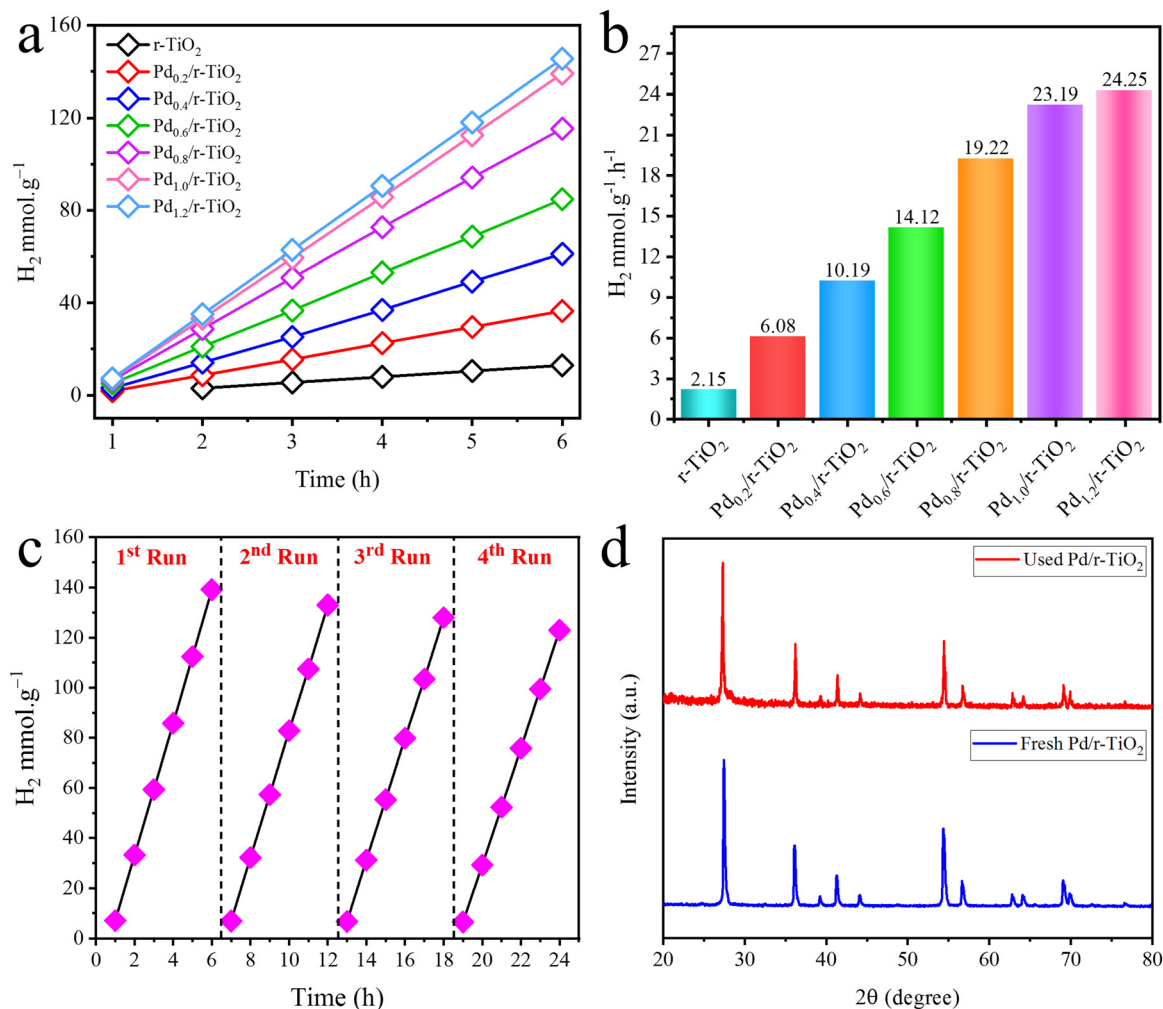 a
H₂ mmol.g⁻¹
160
120
80
40
0
r-TiO₂
Pd₀.₂/r-TiO₂
Pd₀.₄/r-TiO₂
Pd₀.₆/r-TiO₂
Pd₀.₈/r-TiO₂
Pd₁.₀/r-TiO₂
Pd₁.₂/r-TiO₂
1 2 3 4 5 6
Time (h)
b
H₂ mmol.g⁻¹.h⁻¹
27
24
21
18
15
12
9
6
3
0
2.15
6.08
10.19
14.12
19.22
23.19
24.25
r-TiO₂
Pd₀.₂/r-TiO₂
Pd₀.₄/r-TiO₂
Pd₀.₆/r-TiO₂
Pd₀.₈/r-TiO₂
Pd₁.₀/r-TiO₂
Pd₁.₂/r-TiO₂
c
H₂ mmol.g⁻¹
160
140
120
100
80
60
40
20
0
1ˢᵗ Run
2ⁿᵈ Run
3ʳᵈ Run
4ᵗʰ Run
0 2 4 6 8 10 12 14 16 18 20 22 24
Time (h)
d
Intensity (a.u.)
Used Pd/r-TiO₂
Fresh Pd/r-TiO₂
20 30 40 50 60 70 80
2θ (degree)